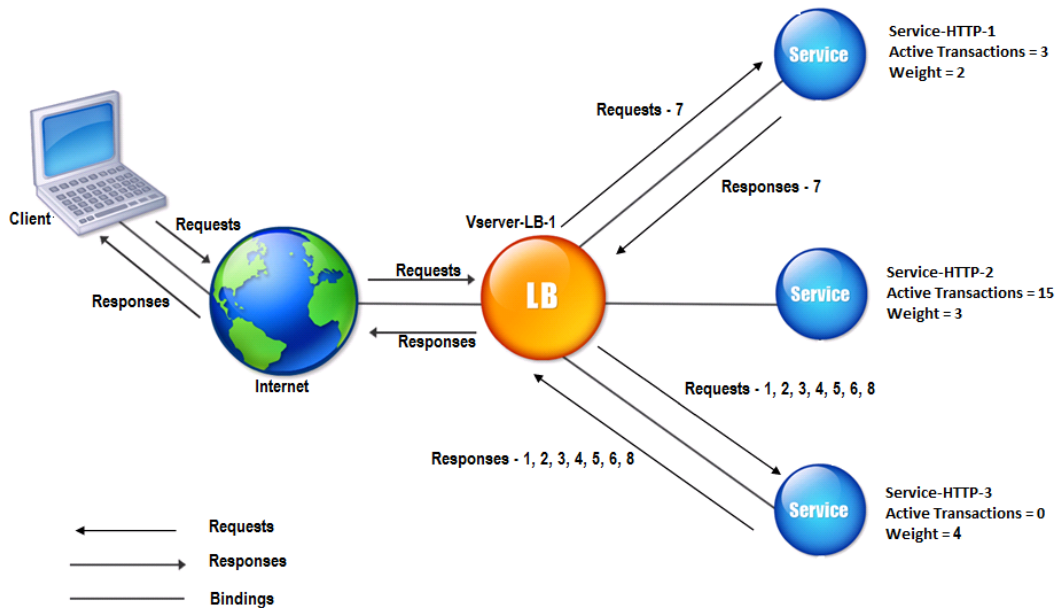 Service-HTTP-1
Active Transactions = 3
Weight = 2
Service
Requests - 7
Responses - 7
Client
Requests
Responses
Internet
Vserver-LB-1
Requests
Responses
LB
Service
Service-HTTP-2
Active Transactions = 15
Weight = 3
Requests - 1, 2, 3, 4, 5, 6, 8
Responses - 1, 2, 3, 4, 5, 6, 8
Service
Service-HTTP-3
Active Transactions = 0
Weight = 4
Requests
Responses
Bindings